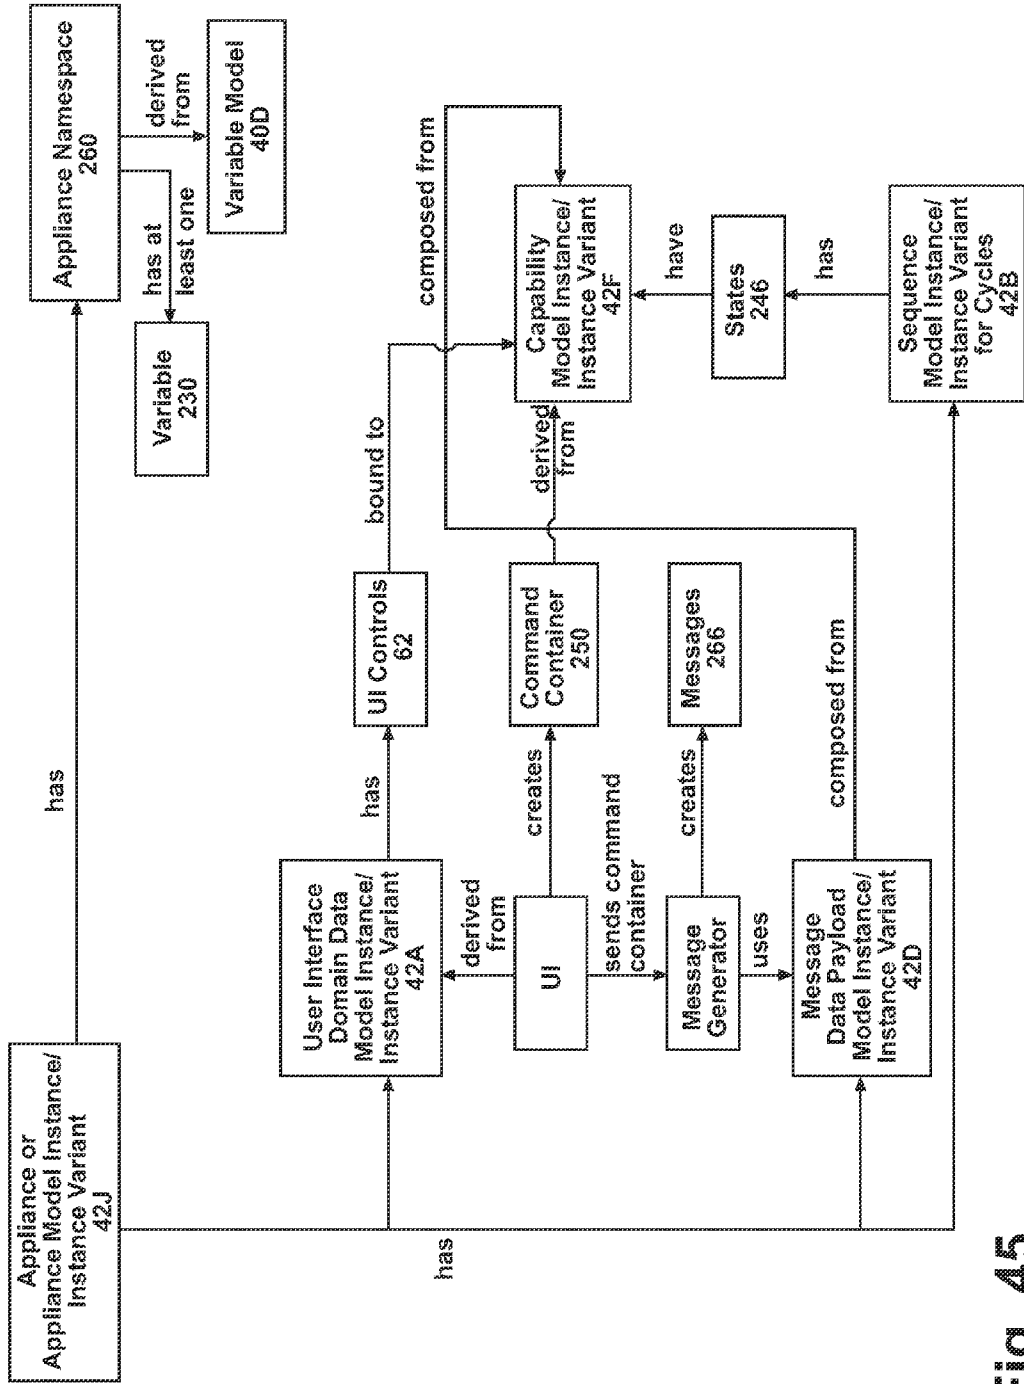 Appliance or
Appliance Model Instance/
Instance Variant
42J
has
Appliance Namespace
260
derived
from
has at
least one
Variable Model
40D
Variable
230
has
User Interface
Domain Data
Model Instance/
Instance Variant
42A
has
UI Controls
62
bound to
derived
from
UI
creates
Command
Container
250
derived
from
Capability
Model Instance/
Instance Variant
42F
composed from
sends command
container
Message
Generator
creates
Messages
266
have
States
246
has
uses
Message
Data Payload
Model Instance/
Instance Variant
42D
composed from
Sequence
Model Instance/
Instance Variant
for Cycles
42B
Fig. 45